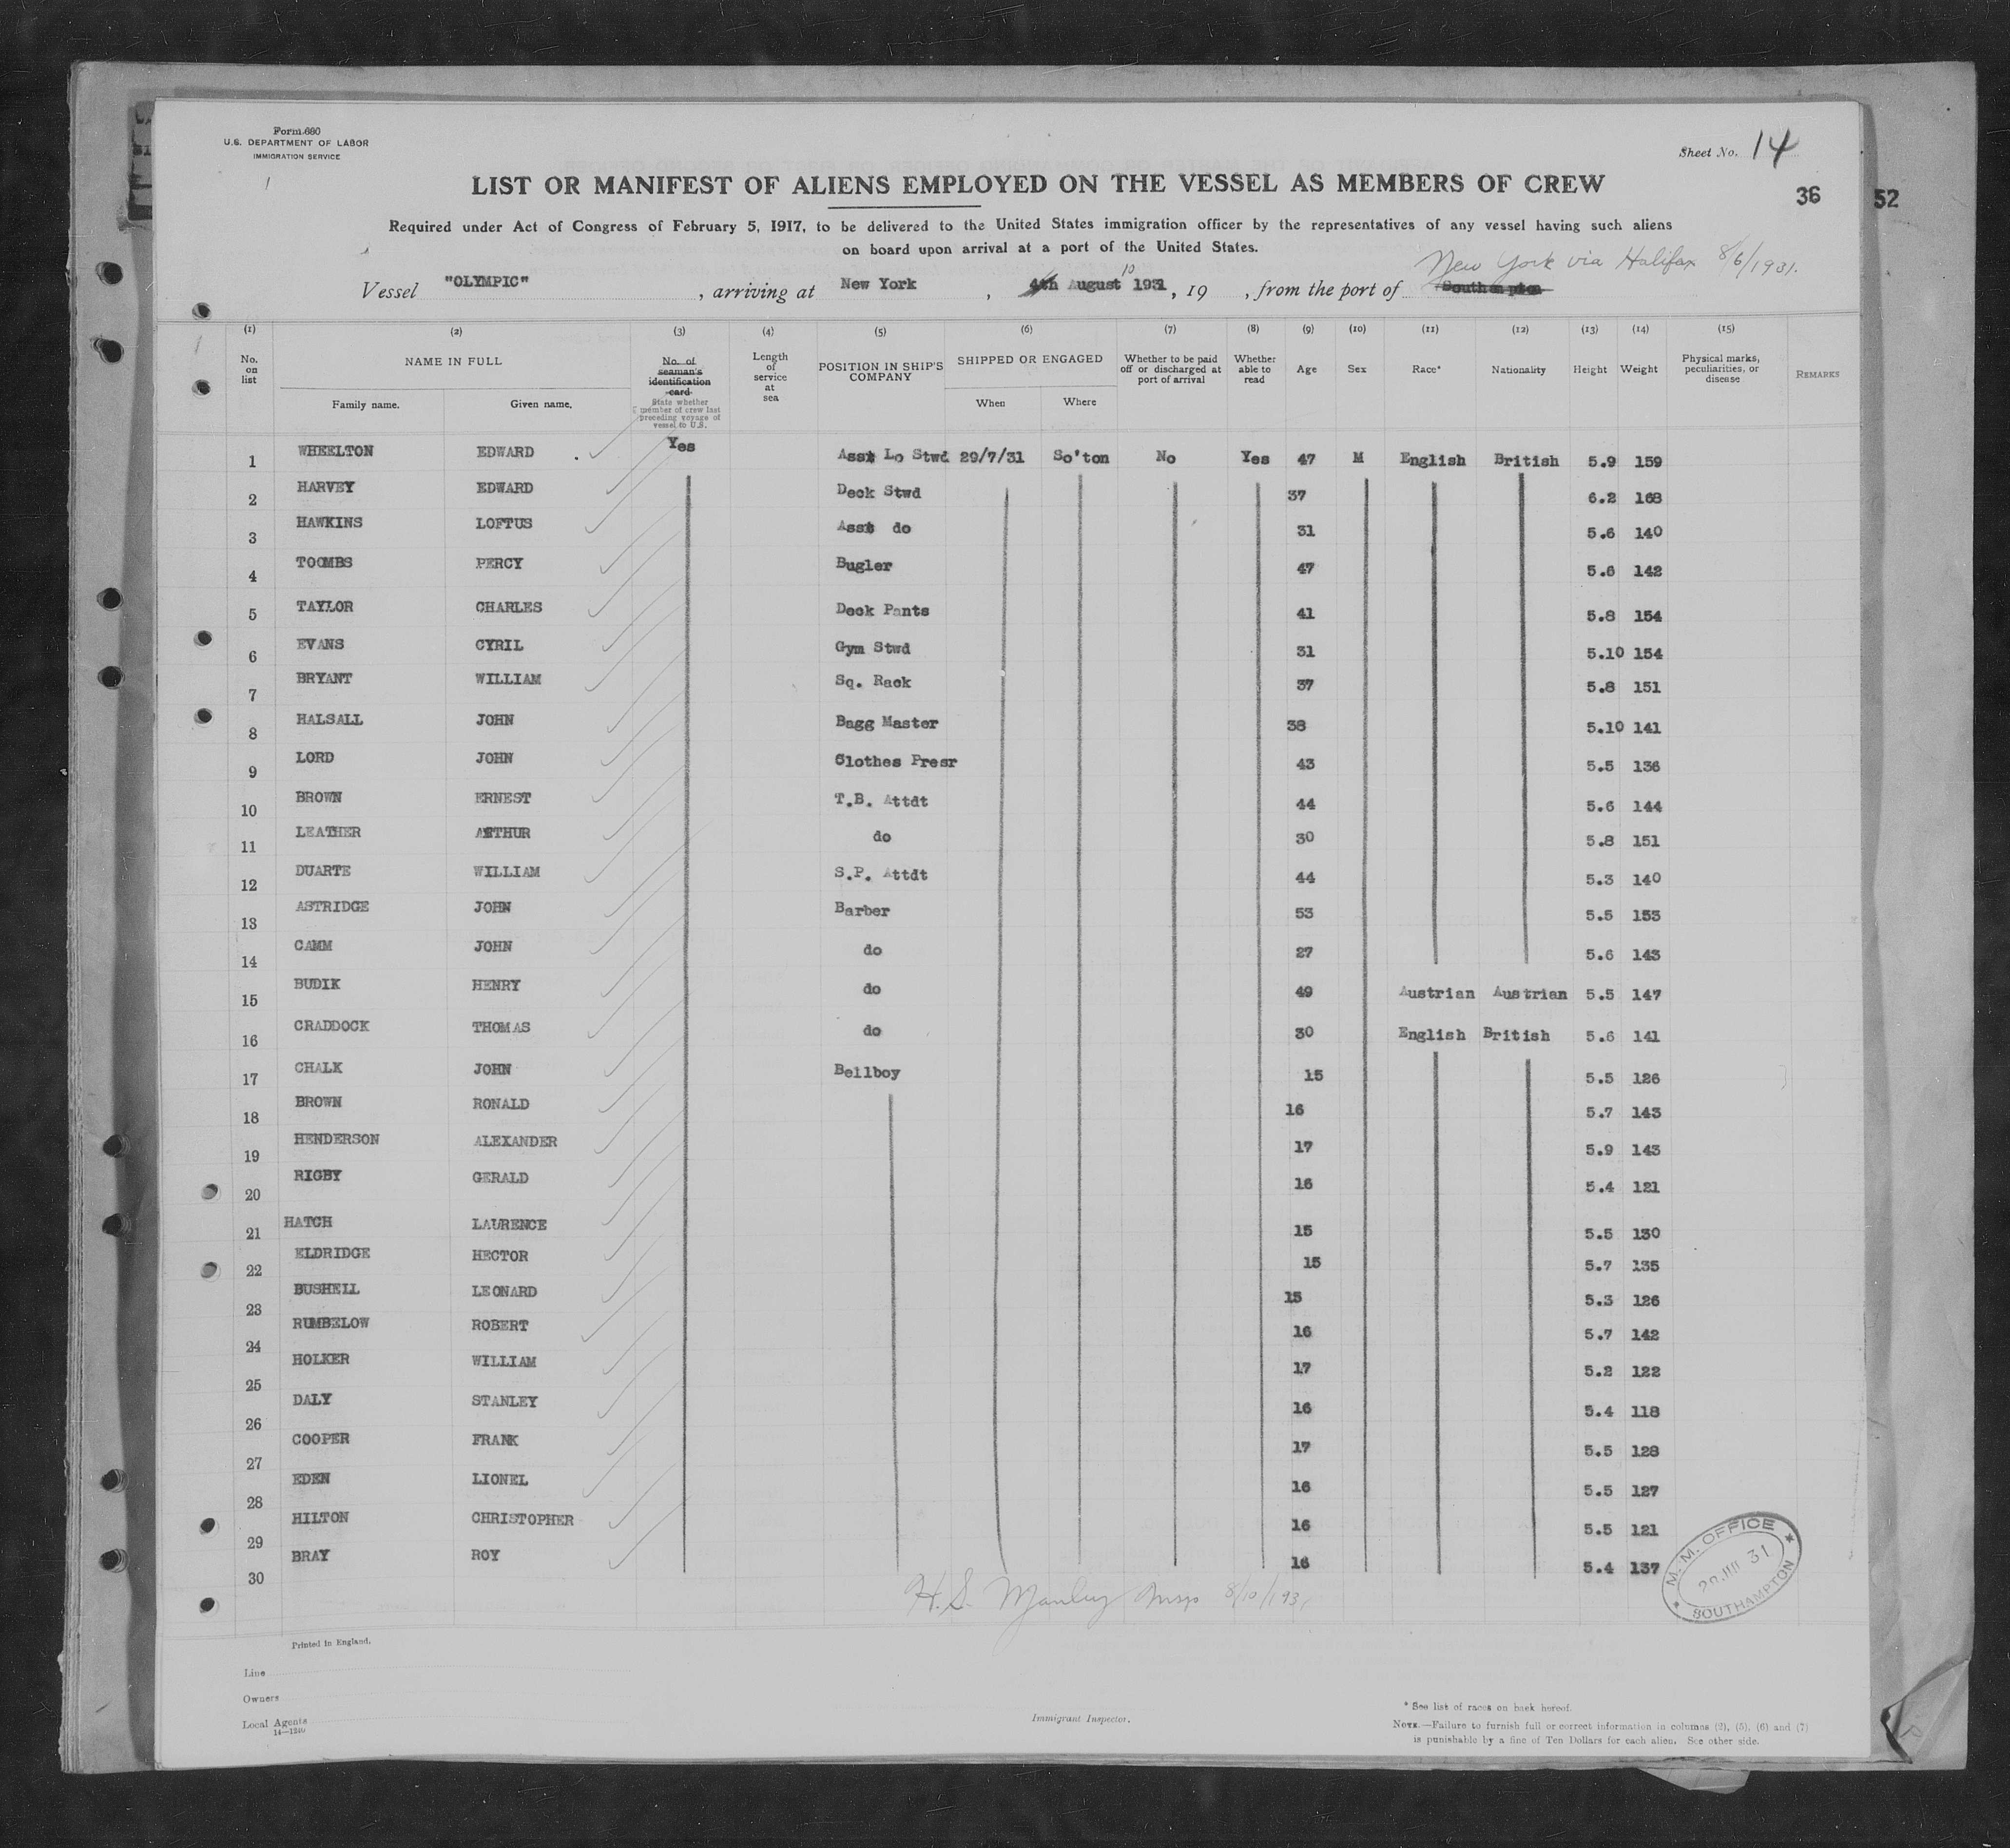 Form 680
U.S. DEPARTMENT OF LABOR
IMMIGRATION SERVICE
Sheet No. 14
LIST OR MANIFEST OF ALIENS EMPLOYED ON THE VESSEL AS MEMBERS OF CREW
36 52
Required under Act of Congress of February 5, 1917, to be delivered to the United States immigration officer by the representatives of any vessel having such aliens
on board upon arrival at a port of the United States.
New York via Halifax 8/6/1931.
Vessel "OLYMPIC", arriving at New York, 4th August 10 1931, 19 , from the port of Southampton
(1) (2) (3) (4) (5) (6) (7) (8) (9) (10) (11) (12) (13) (14) (15)
No. on list NAME IN FULL No. of seaman's identification card State whether member of crew last preceding voyage of vessel to U.S. Length of service at sea POSITION IN SHIP'S COMPANY SHIPPED OR ENGAGED Whether to be paid off or discharged at port of arrival Whether able to read Age Sex Race* Nationality Height Weight Physical marks, peculiarities, or disease REMARKS
Family name. Given name. When Where
1 WHEELTON EDWARD Yes Asst Lo Stwd 29/7/31 So'ton No Yes 47 M English British 5.9 159
2 HARVEY EDWARD Deck Stwd 37 6.2 168
3 HAWKINS LOFTUS Asst do 31 5.6 140
4 TOOMBS PERCY Bugler 47 5.6 142
5 TAYLOR CHARLES Deck Pants 41 5.8 154
6 EVANS CYRIL Gym Stwd 31 5.10 154
7 BRYANT WILLIAM Sq. Rack 37 5.8 151
8 HALSALL JOHN Bagg Master 38 5.10 141
9 LORD JOHN Clothes Presr 43 5.5 136
10 BROWN ERNEST T.B. Attdt 44 5.6 144
11 LEATHER ARTHUR do 30 5.8 151
12 DUARTE WILLIAM S.P. Attdt 44 5.3 140
13 ASTRIDGE JOHN Barber 53 5.5 153
14 CAMM JOHN do 27 5.6 143
15 BUDIK HENRY do 49 Austrian Austrian 5.5 147
16 CRADDOCK THOMAS do 30 English British 5.6 141
17 CHALK JOHN Bellboy 15 5.5 126
18 BROWN RONALD 16 5.7 143
19 HENDERSON ALEXANDER 17 5.9 143
20 RIGBY GERALD 16 5.4 121
21 HATCH LAURENCE 15 5.5 130
22 ELDRIDGE HECTOR 15 5.7 135
23 BUSHELL LEONARD 15 5.3 126
24 RUMBELOW ROBERT 16 5.7 142
25 HOLKER WILLIAM 17 5.2 122
26 DALY STANLEY 16 5.4 118
27 COOPER FRANK 17 5.5 128
28 EDEN LIONEL 16 5.5 127
29 HILTON CHRISTOPHER 16 5.5 121
30 BRAY ROY 16 5.4 137
M.M. OFFICE
31
SOUTHAMPTON
H.S. Manley Insp 8/10/193
Printed in England.
Line
Owners
Local Agents
14—1240
Immigrant Inspector.
* See list of races on back hereof.
NOTE.—Failure to furnish full or correct information in columns (2), (5), (6) and (7)
is punishable by a fine of Ten Dollars for each alien. See other side.